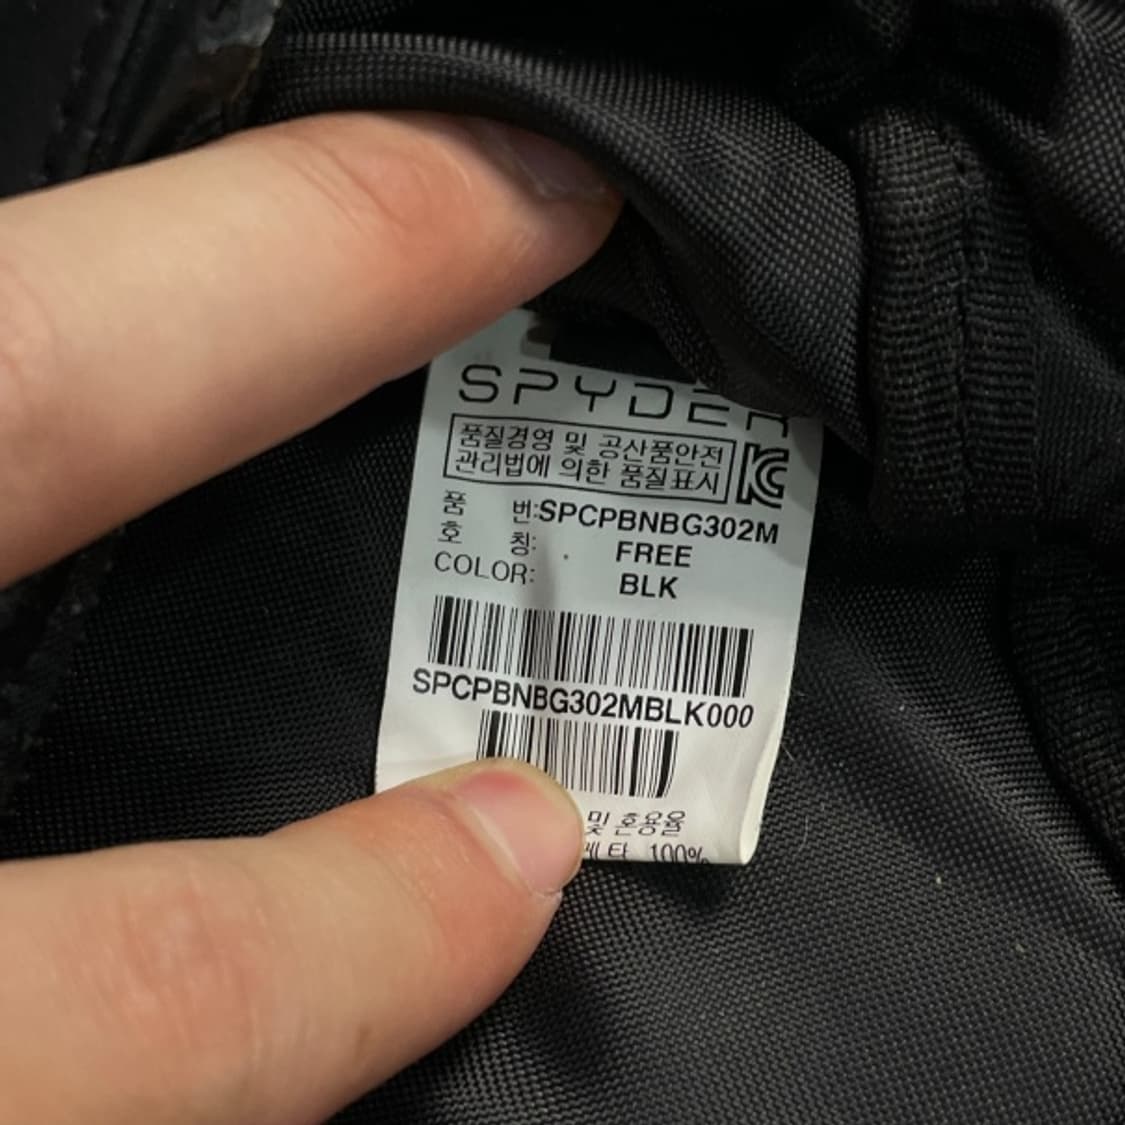 SPYDER
품질경영 및 공산품안전
관리법에 의한 품질표시
품 번:SPCPBNBG302M
호 칭: FREE
COLOR: BLK
SPCPBNBG302MBLK000
및 혼용율
100%